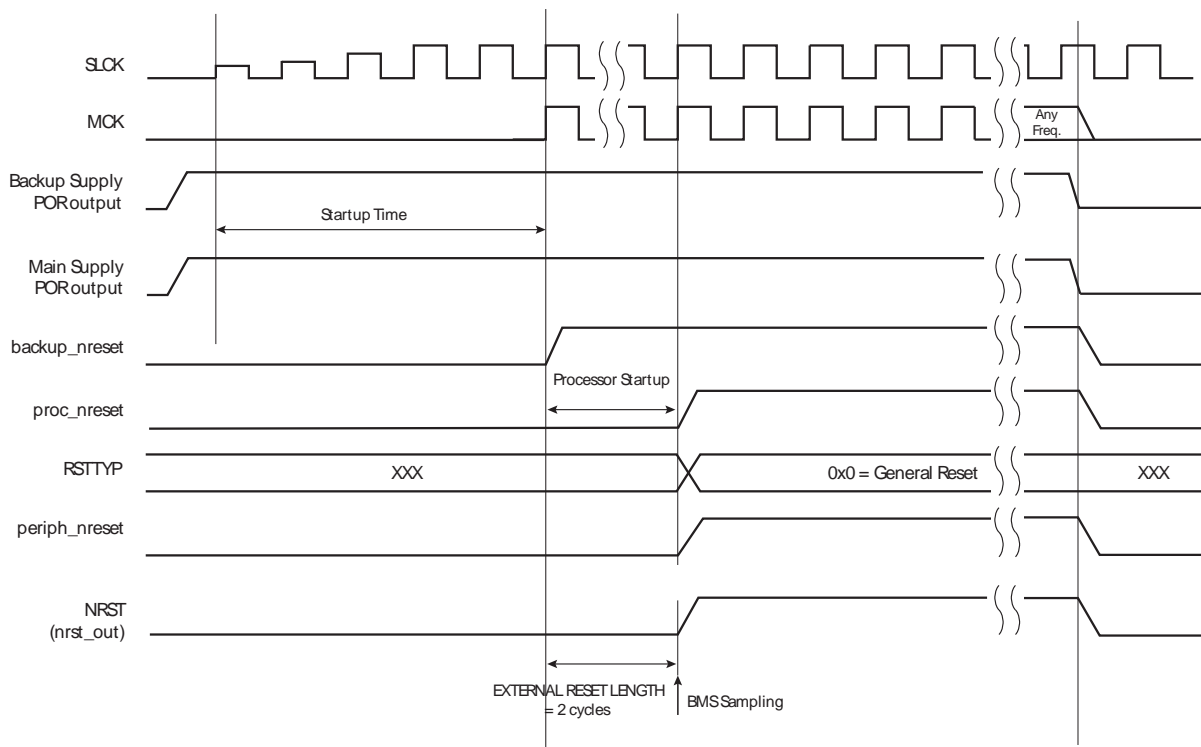 SLCK
MCK
Any
Freq.
Backup Supply
POR output
Startup Time
Main Supply
POR output
backup_nreset
Processor Startup
proc_nreset
RSTTYP
XXX
0x0 = General Reset
XXX
periph_nreset
NRST
(nrst_out)
EXTERNAL RESET LENGTH
= 2 cycles
BMS Sampling